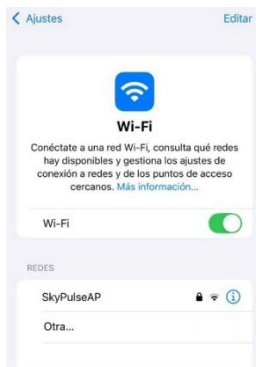 Ajustes Editar
Wi-Fi
Conéctate a una red Wi-Fi, consulta qué redes
hay disponibles y gestiona los ajustes de
conexión a redes y de los puntos de acceso
cercanos. Más información...
Wi-Fi
REDES
SkyPulseAP
Otra...